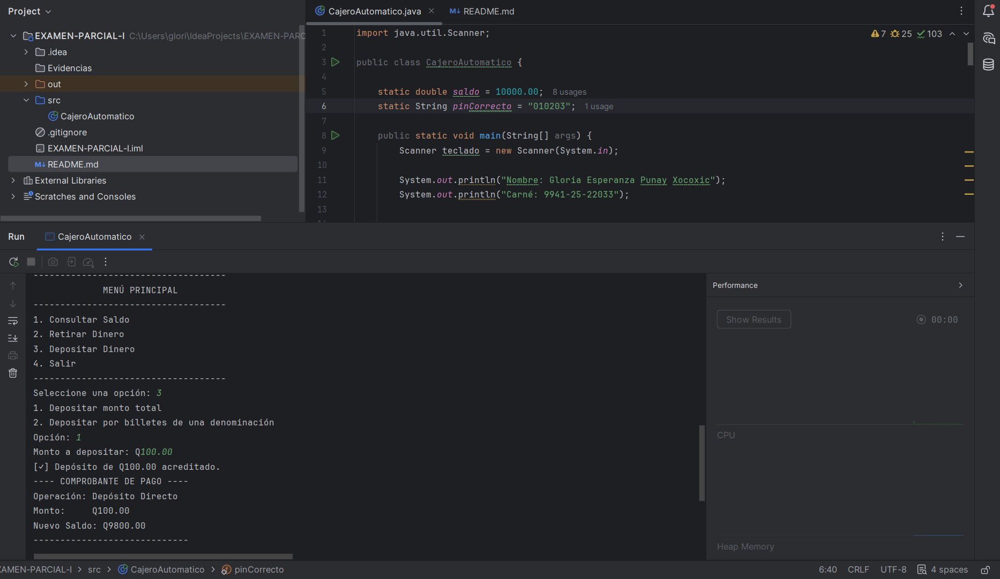 Project
EXAMEN-PARCIAL-I C:\Users\glori\IdeaProjects\EXAMEN-PARC
.idea
Evidencias
out
src
CajeroAutomatico
.gitignore
EXAMEN-PARCIAL-I.iml
README.md
External Libraries
Scratches and Consoles
CajeroAutomatico.java
README.md
7 25 103
1 import java.util.Scanner;
2
3 public class CajeroAutomatico {
4
5 static double saldo = 10000.00; 8 usages
6 static String pinCorrecto = "010203"; 1 usage
7
8 public static void main(String[] args) {
9 Scanner teclado = new Scanner(System.in);
10
11 System.out.println("Nombre: Gloria Esperanza Punay Xocoxic");
12 System.out.println("Carné: 9941-25-22033");
13
Run
CajeroAutomatico
------------------------------------
MENÚ PRINCIPAL
------------------------------------
1. Consultar Saldo
2. Retirar Dinero
3. Depositar Dinero
4. Salir
------------------------------------
Seleccione una opción: 3
1. Depositar monto total
2. Depositar por billetes de una denominación
Opción: 1
Monto a depositar: Q100.00
[✓] Depósito de Q100.00 acreditado.
---- COMPROBANTE DE PAGO ----
Operación: Depósito Directo
Monto: Q100.00
Nuevo Saldo: Q9800.00
-----------------------------
Performance
Show Results
00:00
CPU
Heap Memory
XAMEN-PARCIAL-I > src > CajeroAutomatico > pinCorrecto
6:40 CRLF UTF-8 4 spaces